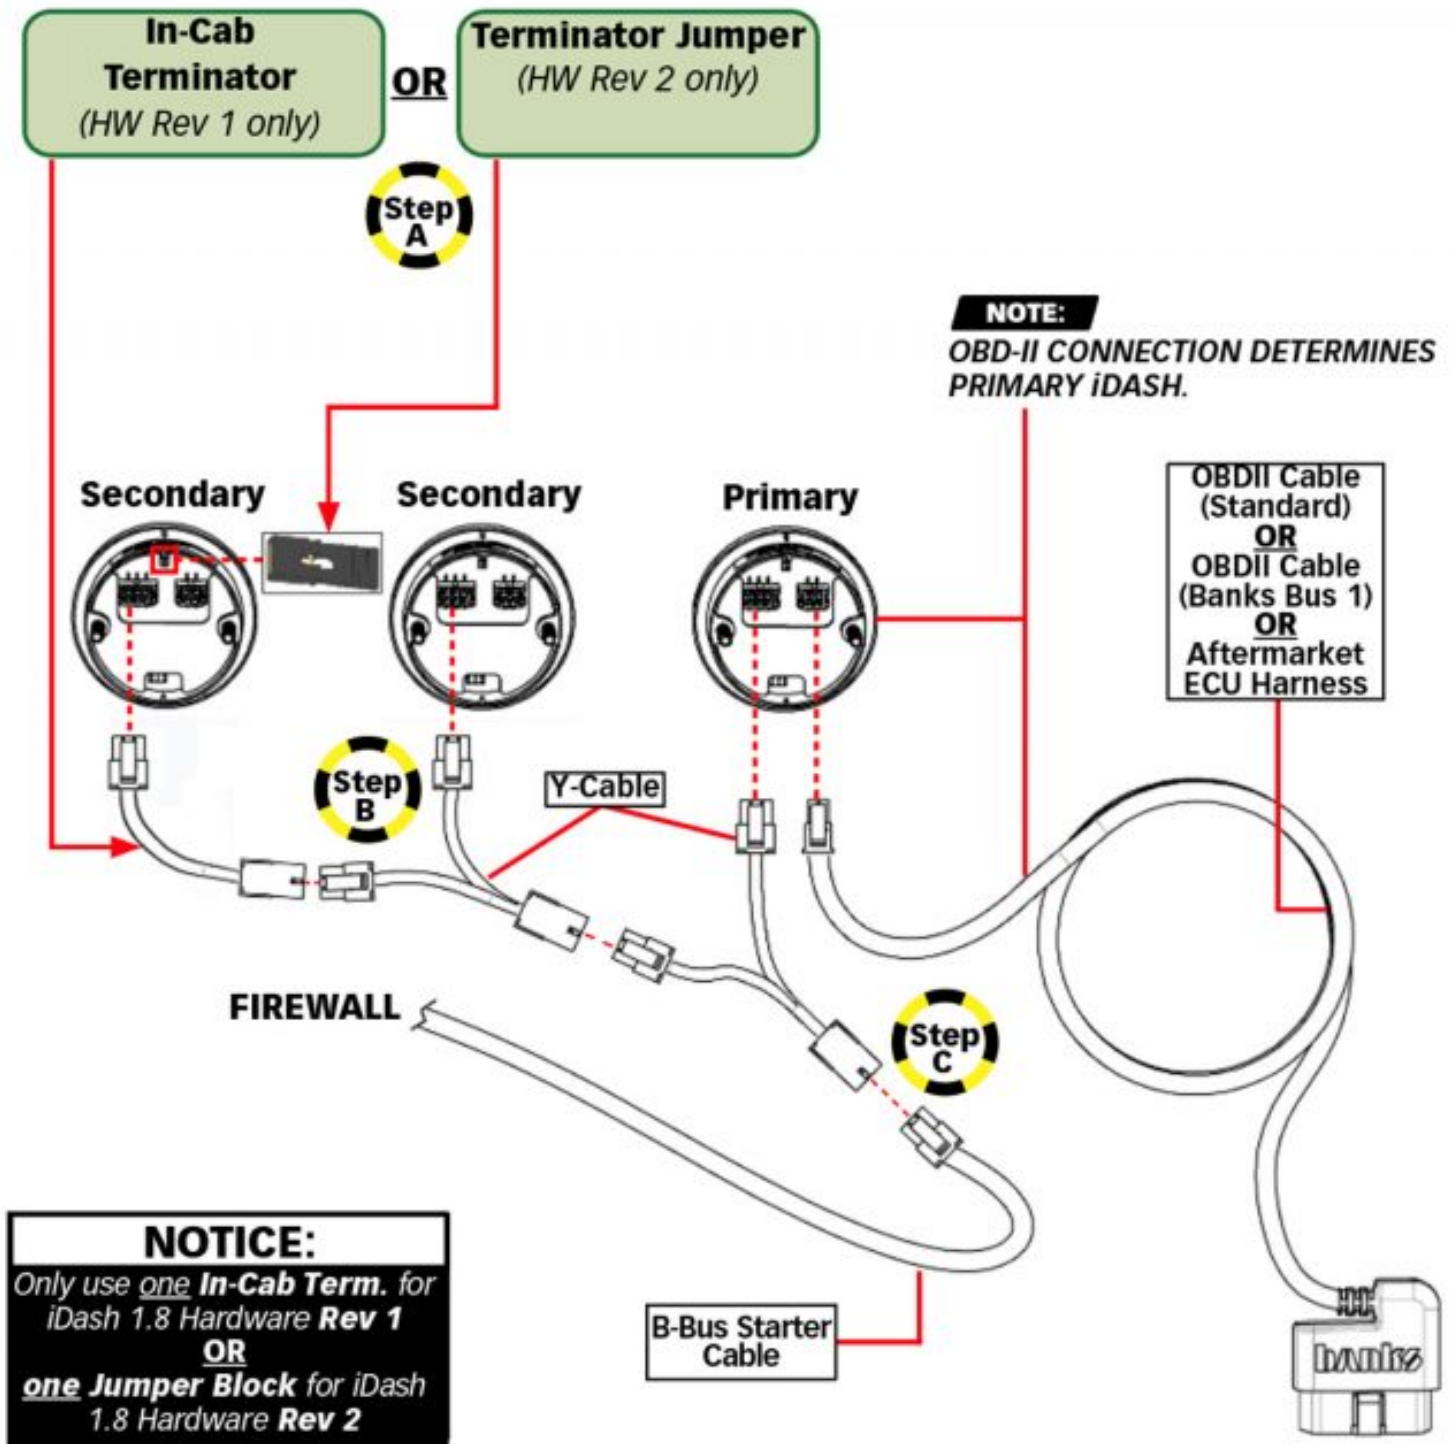 In-Cab
Terminator
(HW Rev 1 only)
OR
Terminator Jumper
(HW Rev 2 only)
Step
A
NOTE:
OBD-II CONNECTION DETERMINES
PRIMARY iDASH.
Secondary
Secondary
Primary
OBDII Cable
(Standard)
OR
OBDII Cable
(Banks Bus 1)
OR
Aftermarket
ECU Harness
Step
B
Y-Cable
FIREWALL
Step
C
B-Bus Starter
Cable
banks
NOTICE:
Only use one In-Cab Term. for
iDash 1.8 Hardware Rev 1
OR
one Jumper Block for iDash
1.8 Hardware Rev 2